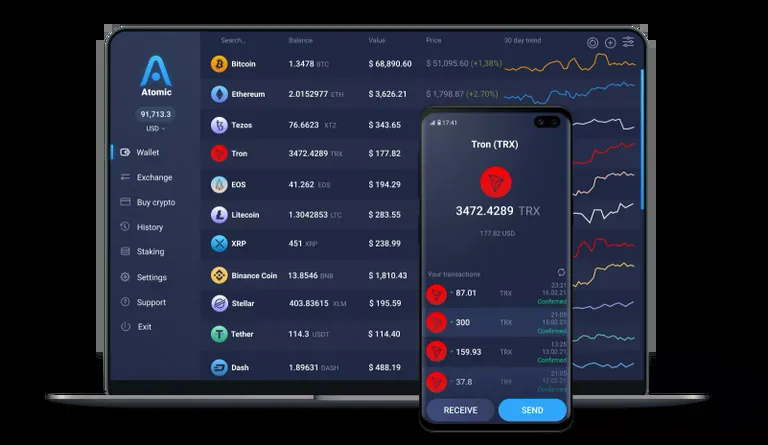 Search... Balance Value Price 30 day trend
Atomic
91,713.3
USD
Wallet
Exchange
Buy crypto
History
Staking
Settings
Support
Exit
Bitcoin 1.3478 BTC $ 68,890.60 $ 51,095.60 (+1,38%)
Ethereum 2.0152977 ETH $ 3,626.21 $ 1,798.87 (+2.70%)
Tezos 76.6623 XTZ $ 343.65
Tron 3472.4289 TRX $ 177.82
EOS 41.262 EOS $ 194.29
Litecoin 1.3042853 LTC $ 283.55
XRP 451 XRP $ 238.99
Binance Coin 13.8546 BNB $ 1,810.43
Stellar 403.83615 XLM $ 195.59
Tether 114.3 USDT $ 114.40
Dash 1.89631 DASH $ 488.19
17:41
Tron (TRX)
3472.4289 TRX
177.82 USD
Your transactions
87.01 TRX 23:21
16.02.21
Confirmed
300 TRX 21:05
15.02.21
Confirmed
159.93 TRX 13:25
13.02.21
Confirmed
37.8 TRX 21:05
12.02.21
Confirmed
RECEIVE SEND